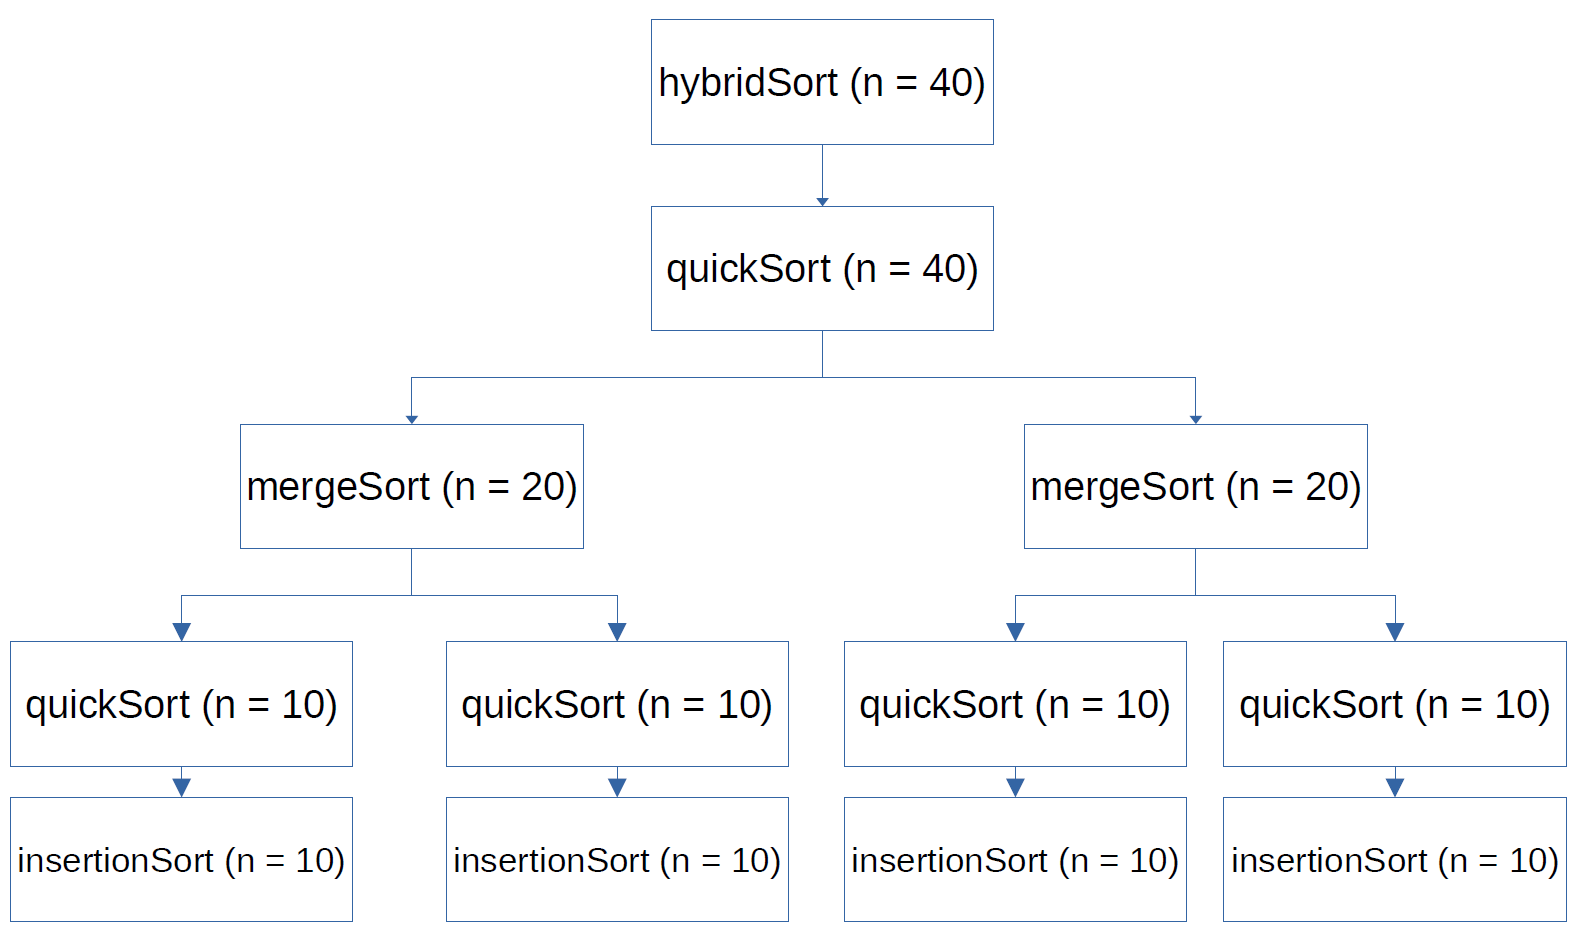 hybridSort (n = 40)
quickSort (n = 40)
mergeSort (n = 20)
mergeSort (n = 20)
quickSort (n = 10)
quickSort (n = 10)
quickSort (n = 10)
quickSort (n = 10)
insertionSort (n = 10)
insertionSort (n = 10)
insertionSort (n = 10)
insertionSort (n = 10)